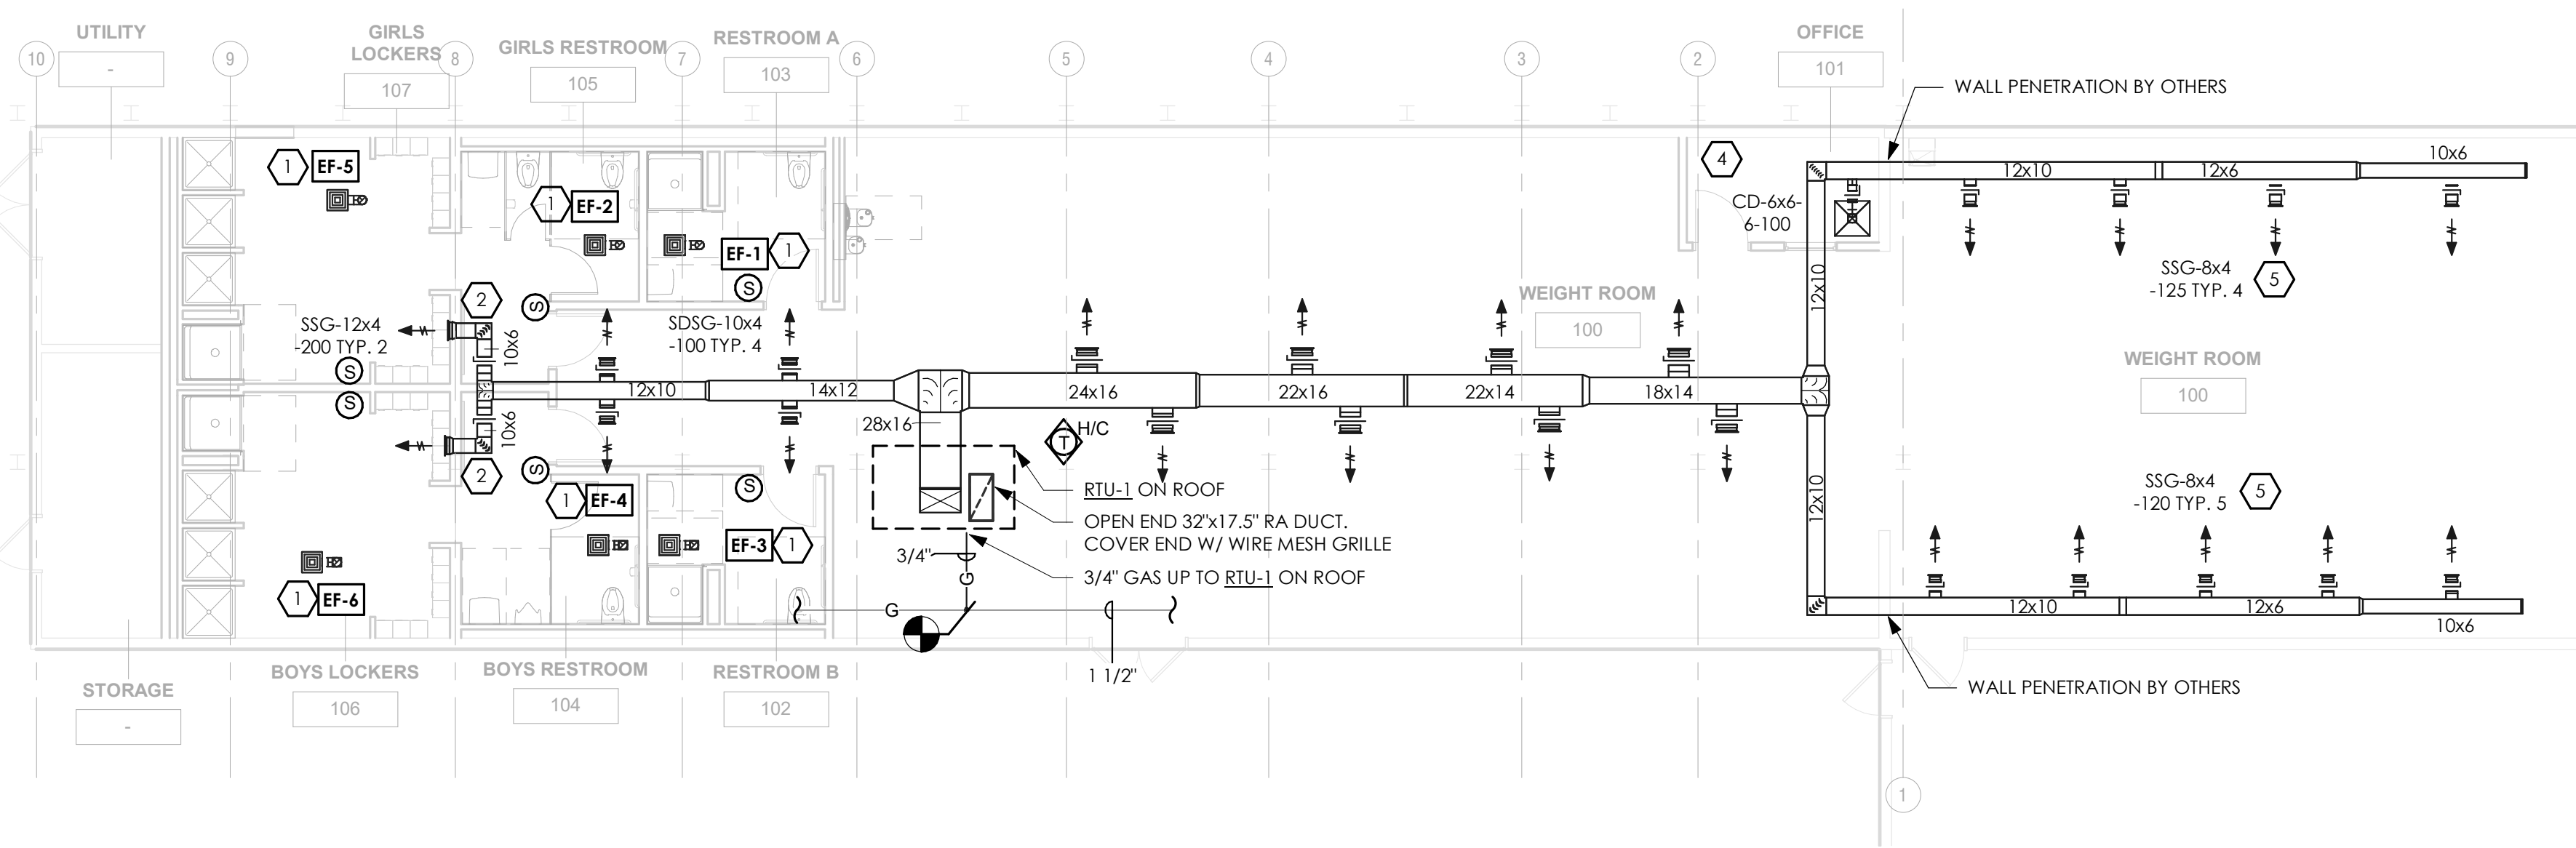 UTILITY
-
GIRLS
LOCKERS
107
GIRLS RESTROOM
105
RESTROOM A
103
OFFICE
101
10
9
8
7
6
5
4
3
2
WALL PENETRATION BY OTHERS
1
EF-5
1
EF-2
EF-1
1
S
4
CD-6x6-
6-100
12x10
12x6
10x6
12x10
SSG-8x4
-125 TYP. 4
5
2
S
SSG-12x4
-200 TYP. 2
10x6
SDSG-10x4
-100 TYP. 4
WEIGHT ROOM
100
WEIGHT ROOM
100
S
S
12x10
14x12
24x16
22x16
22x14
18x14
10x6
28x16
T
H/C
2
S
S
1
EF-4
EF-3
1
1
EF-6
RTU-1 ON ROOF
OPEN END 32"x17.5" RA DUCT.
COVER END W/ WIRE MESH GRILLE
3/4"
G
3/4" GAS UP TO RTU-1 ON ROOF
G
1 1/2"
SSG-8x4
-120 TYP. 5
5
12x10
12x10
12x6
10x6
WALL PENETRATION BY OTHERS
STORAGE
-
BOYS LOCKERS
106
BOYS RESTROOM
104
RESTROOM B
102
1